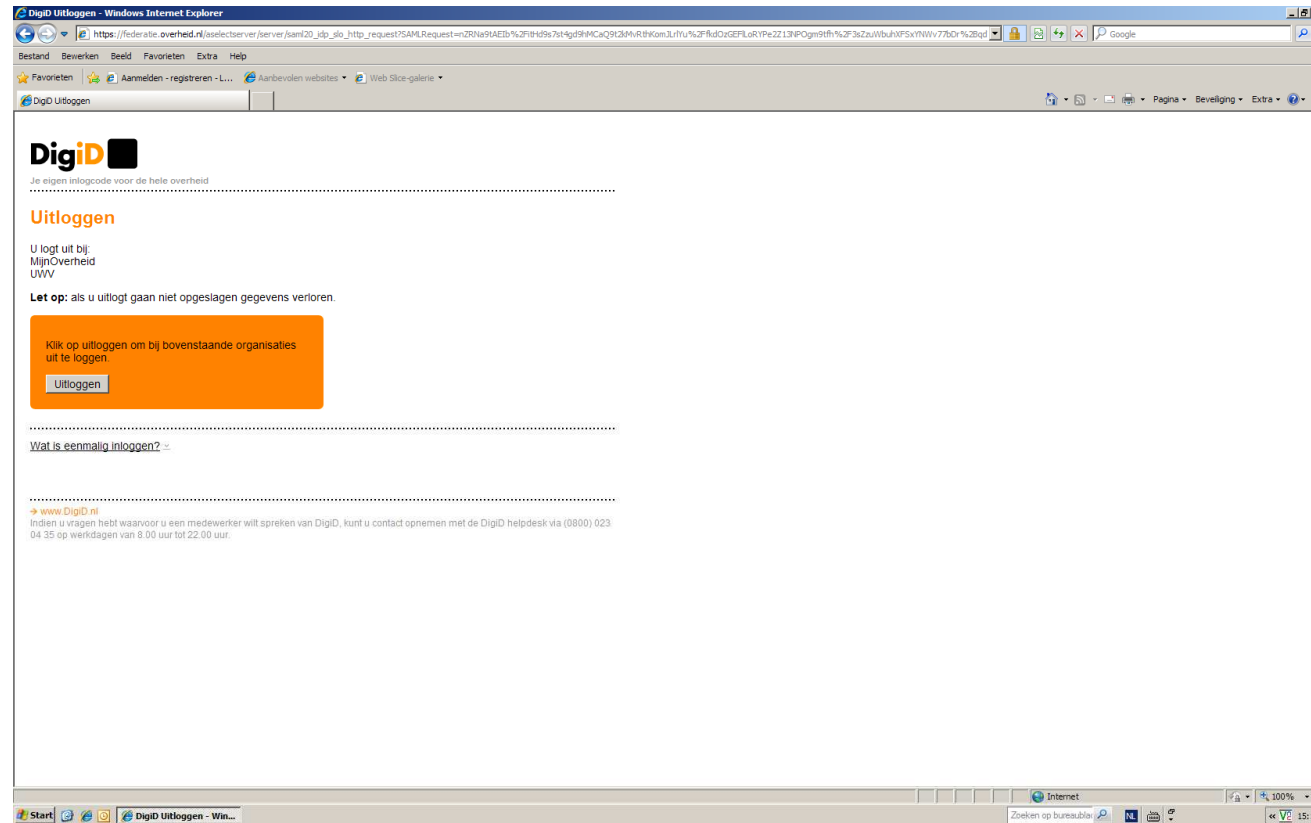 DigiD Uitloggen - Windows Internet Explorer
Google
Bestand Bewerken Beeld Favorieten Extra Help
Favorieten Aanmelden - registreren - L... Aanbevolen websites Web Slice-galerie
DigiD Uitloggen Pagina Beveiliging Extra
DigiD
Je eigen inlogcode voor de hele overheid
Uitloggen
U logt uit bij:
MijnOverheid
UWV
Let op: als u uitlogt gaan niet opgeslagen gegevens verloren.
Klik op uitloggen om bij bovenstaande organisaties
uit te loggen.
Uitloggen
Wat is eenmalig inloggen?
www.DigiD.nl
Indien u vragen hebt waarvoor u een medewerker wilt spreken van DigiD, kunt u contact opnemen met de DigiD helpdesk via (0800) 023
04 35 op werkdagen van 8.00 uur tot 22.00 uur.
Internet 100%
Start DigiD Uitloggen - Win... Zoeken op bureaublad NL 15: